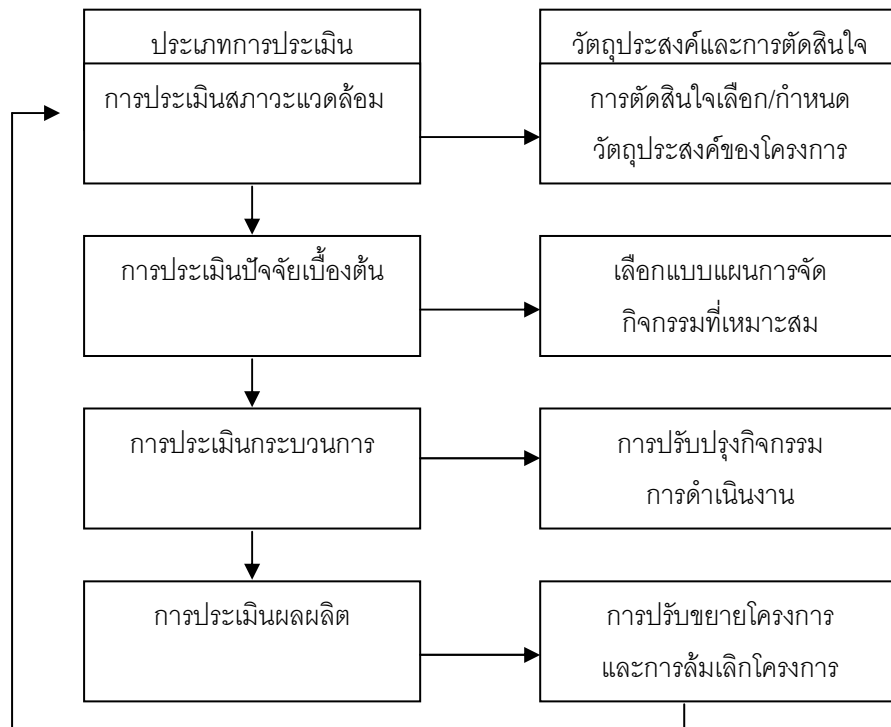 ประเภทการประเมิน
วัตถุประสงค์และการตัดสินใจ
การประเมินสภาวะแวดล้อม
การตัดสินใจเลือก/กำหนด
วัตถุประสงค์ของโครงการ
การประเมินปัจจัยเบื้องต้น
เลือกแบบแผนการจัด
กิจกรรมที่เหมาะสม
การประเมินกระบวนการ
การปรับปรุงกิจกรรม
การดำเนินงาน
การประเมินผลผลิต
การปรับขยายโครงการ
และการล้มเลิกโครงการ